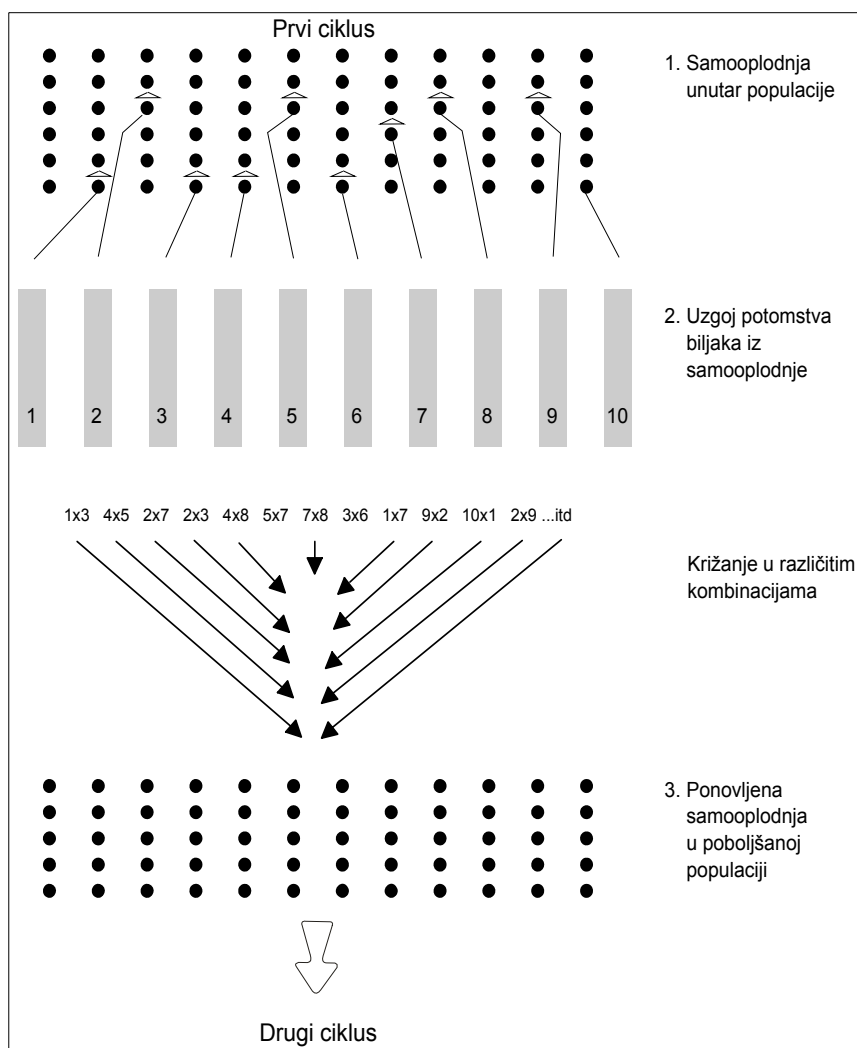 Prvi ciklus
1. Samooplodnja
unutar populacije
2. Uzgoj potomstva
biljaka iz
samooplodnje
1 2 3 4 5 6 7 8 9 10
1x3 4x5 2x7 2x3 4x8 5x7 7x8 3x6 1x7 9x2 10x1 2x9 ...itd
Križanje u različitim
kombinacijama
3. Ponovljena
samooplodnja
u poboljšanoj
populaciji
Drugi ciklus